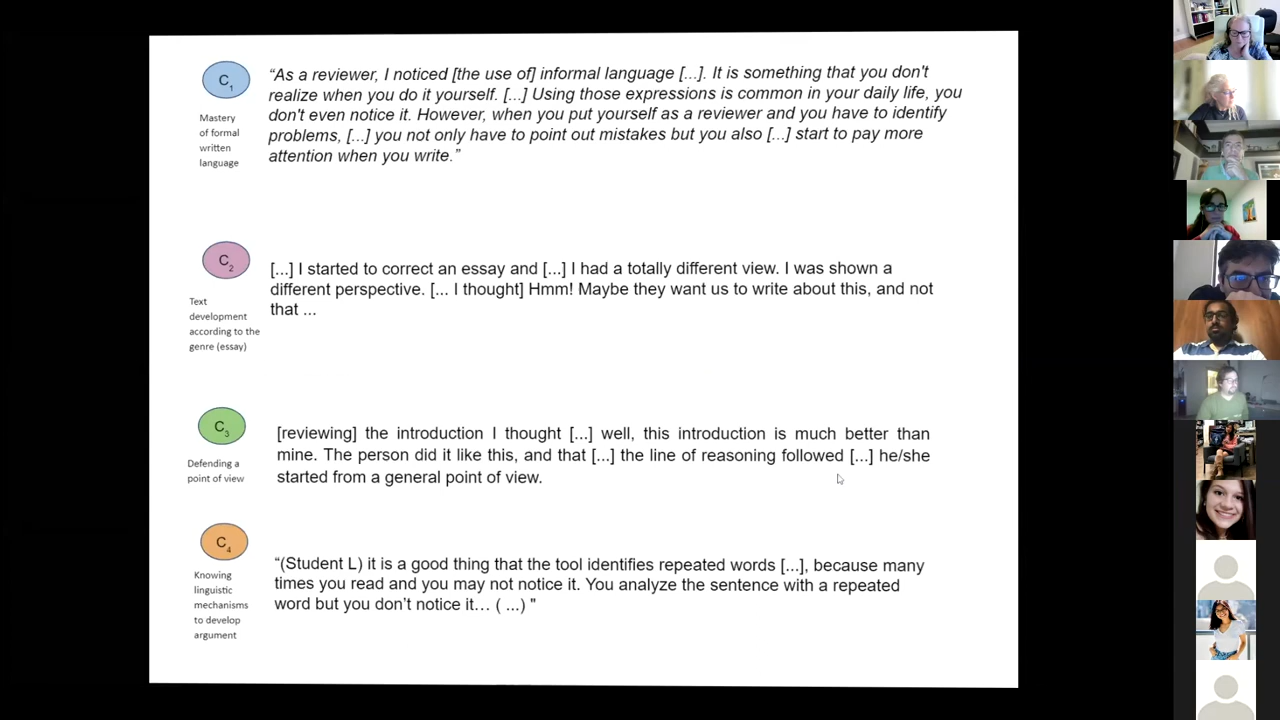 C1
Mastery
of formal
written
language
“As a reviewer, I noticed [the use of] informal language [...]. It is something that you don't
realize when you do it yourself. [...] Using those expressions is common in your daily life, you
don't even notice it. However, when you put yourself as a reviewer and you have to identify
problems, [...] you not only have to point out mistakes but you also [...] start to pay more
attention when you write.”
C2
Text
development
according to the
genre (essay)
[...] I started to correct an essay and [...] I had a totally different view. I was shown a
different perspective. [... I thought] Hmm! Maybe they want us to write about this, and not
that ...
C3
Defending a
point of view
[reviewing] the introduction I thought [...] well, this introduction is much better than
mine. The person did it like this, and that [...] the line of reasoning followed [...] he/she
started from a general point of view.
C4
Knowing
linguistic
mechanisms
to develop
argument
“(Student L) it is a good thing that the tool identifies repeated words [...], because many
times you read and you may not notice it. You analyze the sentence with a repeated
word but you don’t notice it… ( ...) ”